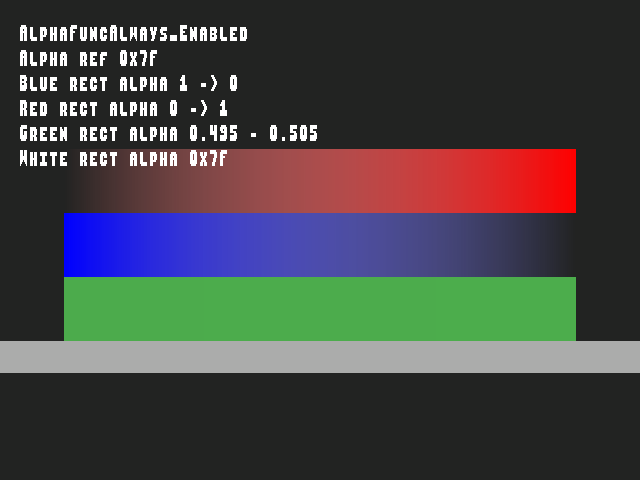 AlphaFuncAlways_Enabled
Alpha ref 0x7f
Blue rect alpha 1 -> 0
Red rect alpha 0 -> 1
Green rect alpha 0.495 - 0.505
White rect alpha 0x7f